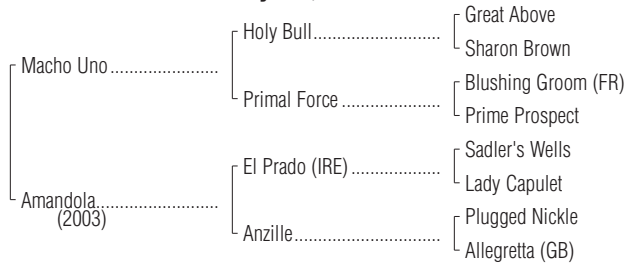 Great Above
Holy Bull
Sharon Brown
Macho Uno
Blushing Groom (FR)
Primal Force
Prime Prospect
Sadler's Wells
El Prado (IRE)
Lady Capulet
Amandola
(2003)
Plugged Nickle
Anzille
Allegretta (GB)